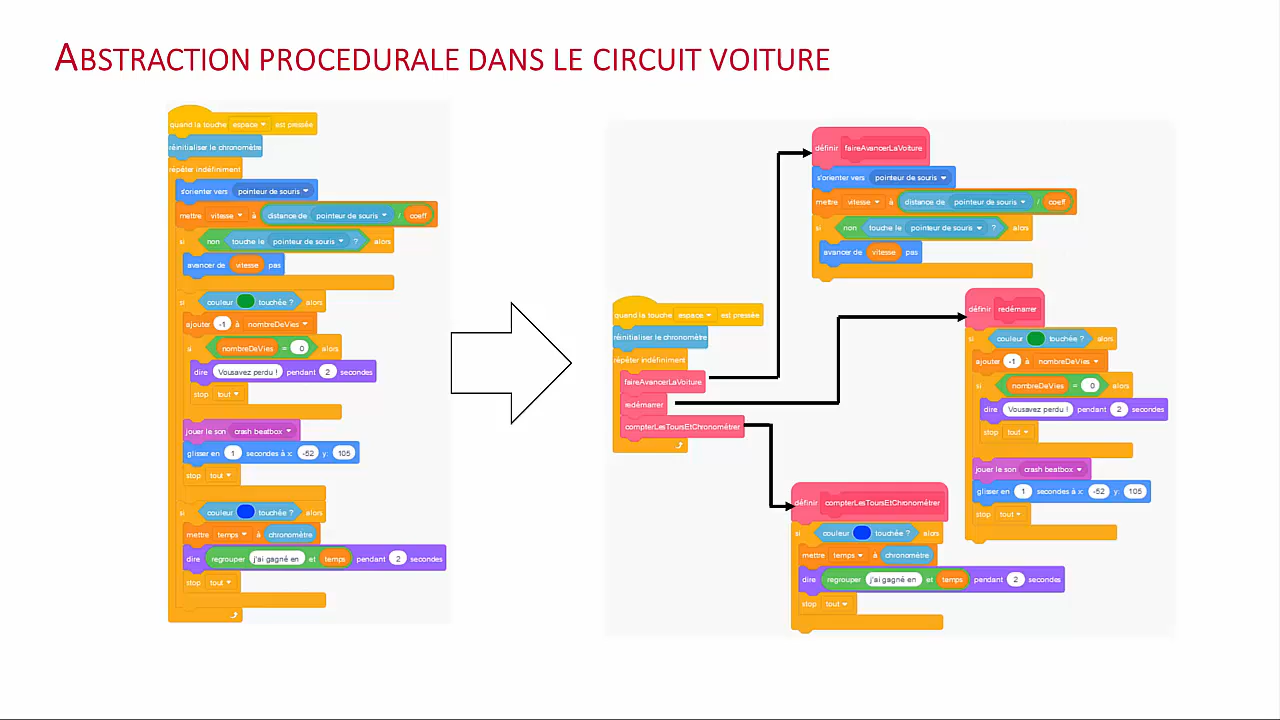 ABSTRACTION PROCEDURALE DANS LE CIRCUIT VOITURE
quand la touche espace est pressée
réinitialiser le chronomètre
répéter indéfiniment
s'orienter vers pointeur de souris
mettre vitesse à distance de pointeur de souris / coeff
si non touche le pointeur de souris ? alors
avancer de vitesse pas
si couleur touchée ? alors
ajouter -1 à nombreDeVies
si nombreDeVies = 0 alors
dire Vousavez perdu ! pendant 2 secondes
stop tout
jouer le son crash beatbox
glisser en 1 secondes à x: -52 y: 105
stop tout
si couleur touchée ? alors
mettre temps à chronomètre
dire regrouper j'ai gagné en et temps pendant 2 secondes
stop tout
quand la touche espace est pressée
réinitialiser le chronomètre
répéter indéfiniment
faireAvancerLaVoiture
redémarrer
compterLesToursEtChronométrer
définir faireAvancerLaVoiture
s'orienter vers pointeur de souris
mettre vitesse à distance de pointeur de souris / coeff
si non touche le pointeur de souris ? alors
avancer de vitesse pas
définir redémarrer
si couleur touchée ? alors
ajouter -1 à nombreDeVies
si nombreDeVies = 0 alors
dire Vousavez perdu ! pendant 2 secondes
stop tout
jouer le son crash beatbox
glisser en 1 secondes à x: -52 y: 105
stop tout
définir compterLesToursEtChronométrer
si couleur touchée ? alors
mettre temps à chronomètre
dire regrouper j'ai gagné en et temps pendant 2 secondes
stop tout